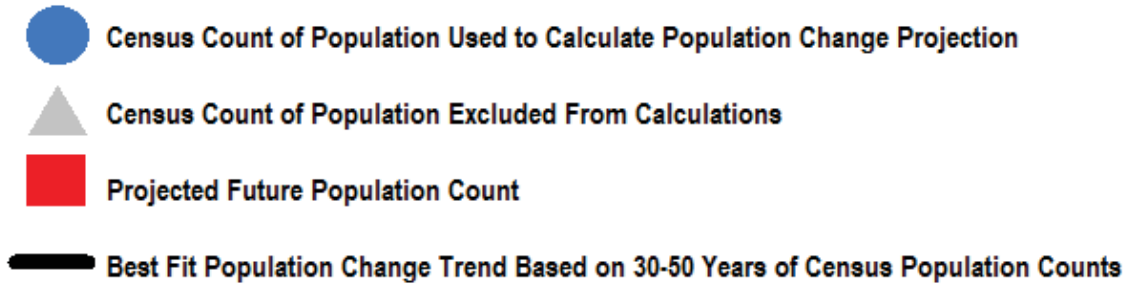 Census Count of Population Used to Calculate Population Change Projection
Census Count of Population Excluded From Calculations
Projected Future Population Count
Best Fit Population Change Trend Based on 30-50 Years of Census Population Counts